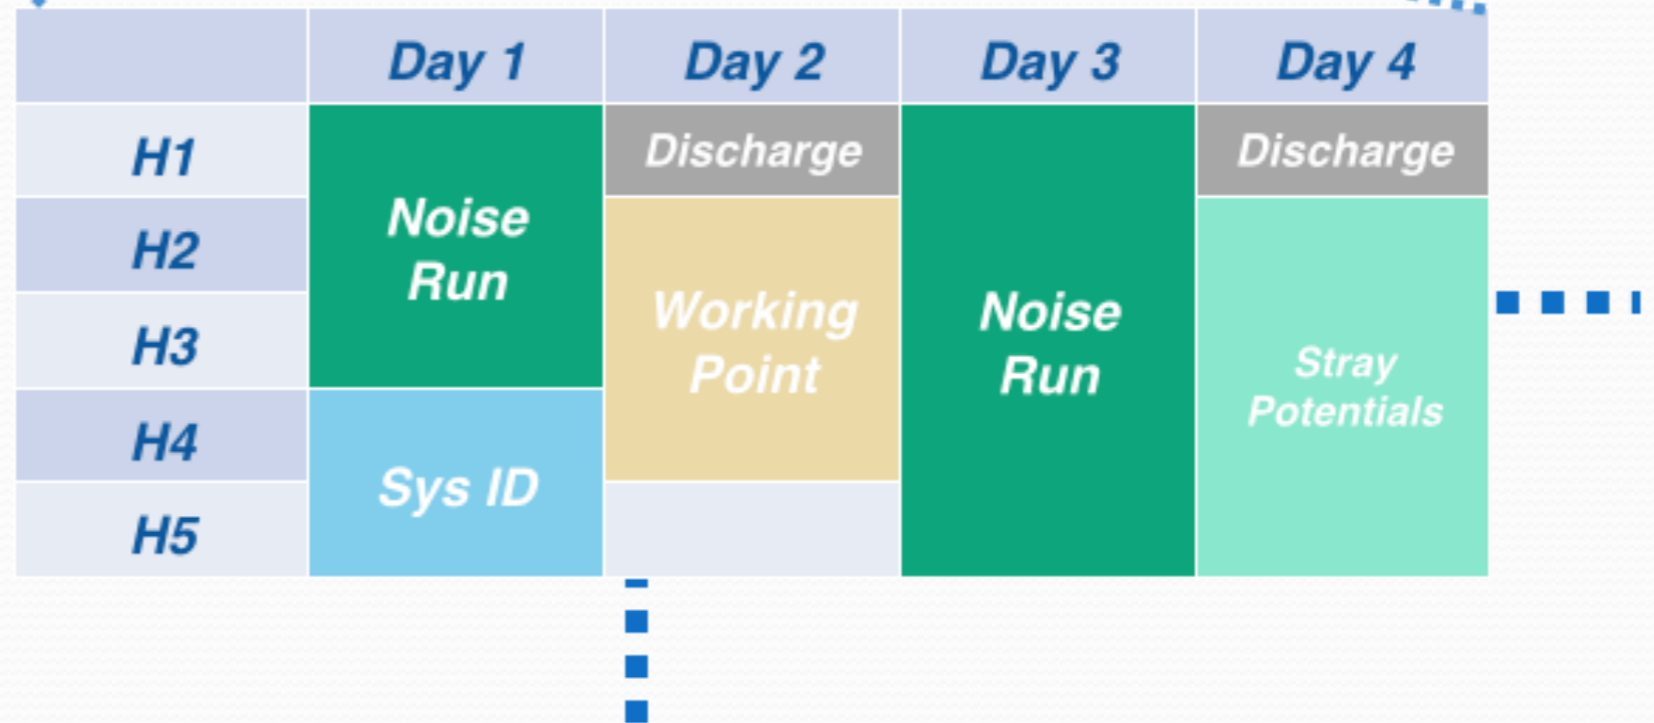 Day 1 Day 2 Day 3 Day 4
H1 Discharge Discharge
Noise
Run
H2
H3
Working
Point
Noise
Run
Stray
Potentials
H4
Sys ID
H5